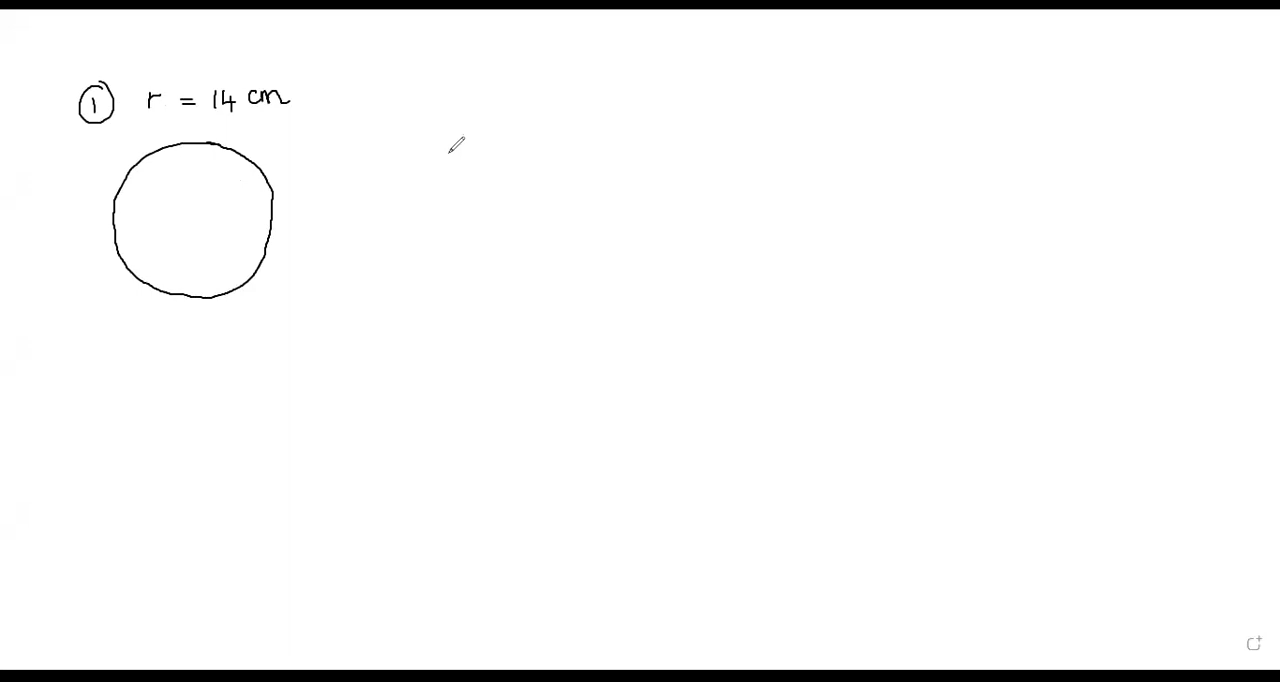 ① r = 14 cm